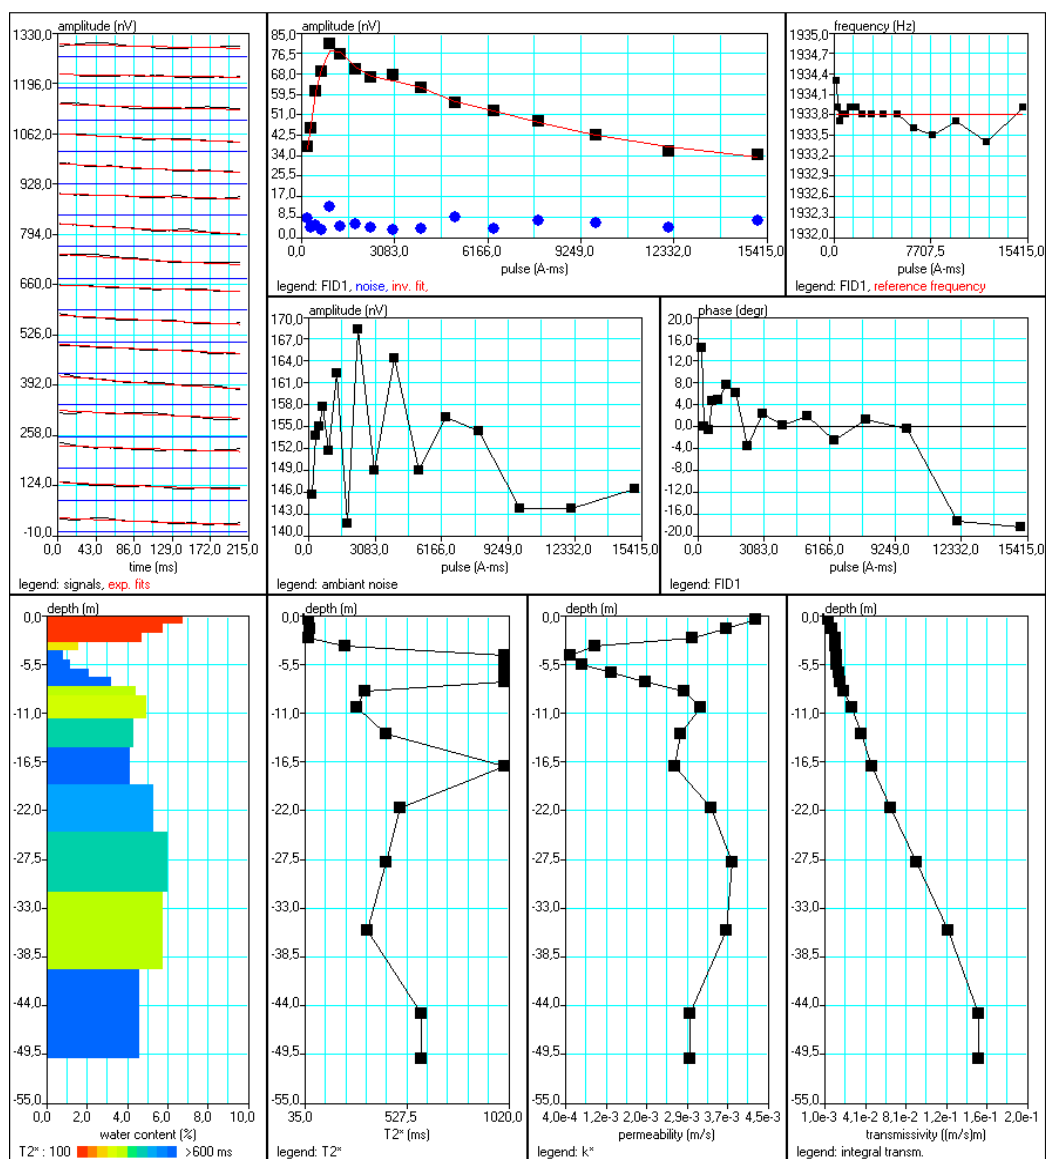 amplitude (nV)
1330,0
1196,0
1062,0
928,0
794,0
660,0
526,0
392,0
258,0
124,0
-10,0
0,0 43,0 86,0 129,0 172,0 215,0
time (ms)
legend: signals, exp. fits
amplitude (nV)
85,0
76,5
68,0
59,5
51,0
42,5
34,0
25,5
17,0
8,5
0,0
0,0 3083,0 6166,0 9249,0 12332,0 15415,0
pulse (A-ms)
legend: FID1, noise, inv. fit,
frequency (Hz)
1935,0
1934,7
1934,4
1934,1
1933,8
1933,5
1933,2
1932,9
1932,6
1932,3
1932,0
0,0 7707,5 15415,0
pulse (A-ms)
legend: FID1, reference frequency
amplitude (nV)
170,0
167,0
164,0
161,0
158,0
155,0
152,0
149,0
146,0
143,0
140,0
0,0 3083,0 6166,0 9249,0 12332,0 15415,0
pulse (A-ms)
legend: ambiant noise
phase (degr)
20,0
16,0
12,0
8,0
4,0
0,0
-4,0
-8,0
-12,0
-16,0
-20,0
0,0 3083,0 6166,0 9249,0 12332,0 15415,0
pulse (A-ms)
legend: FID1
depth (m)
0,0
-5,5
-11,0
-16,5
-22,0
-27,5
-33,0
-38,5
-44,0
-49,5
-55,0
0,0 2,0 4,0 6,0 8,0 10,0
water content (%)
T2* : 100 >600 ms
depth (m)
0,0
-5,5
-11,0
-16,5
-22,0
-27,5
-33,0
-38,5
-44,0
-49,5
-55,0
35,0 527,5 1020,0
T2* (ms)
legend: T2*
depth (m)
0,0
-5,5
-11,0
-16,5
-22,0
-27,5
-33,0
-38,5
-44,0
-49,5
-55,0
4,0e-4 1,2e-3 2,0e-3 2,9e-3 3,7e-3 4,5e-3
permeability (m/s)
legend: k*
depth (m)
0,0
-5,5
-11,0
-16,5
-22,0
-27,5
-33,0
-38,5
-44,0
-49,5
-55,0
1,0e-3 4,1e-2 8,1e-2 1,2e-1 1,6e-1 2,0e-1
transmissivity ((m/s)m)
legend: integral transm.